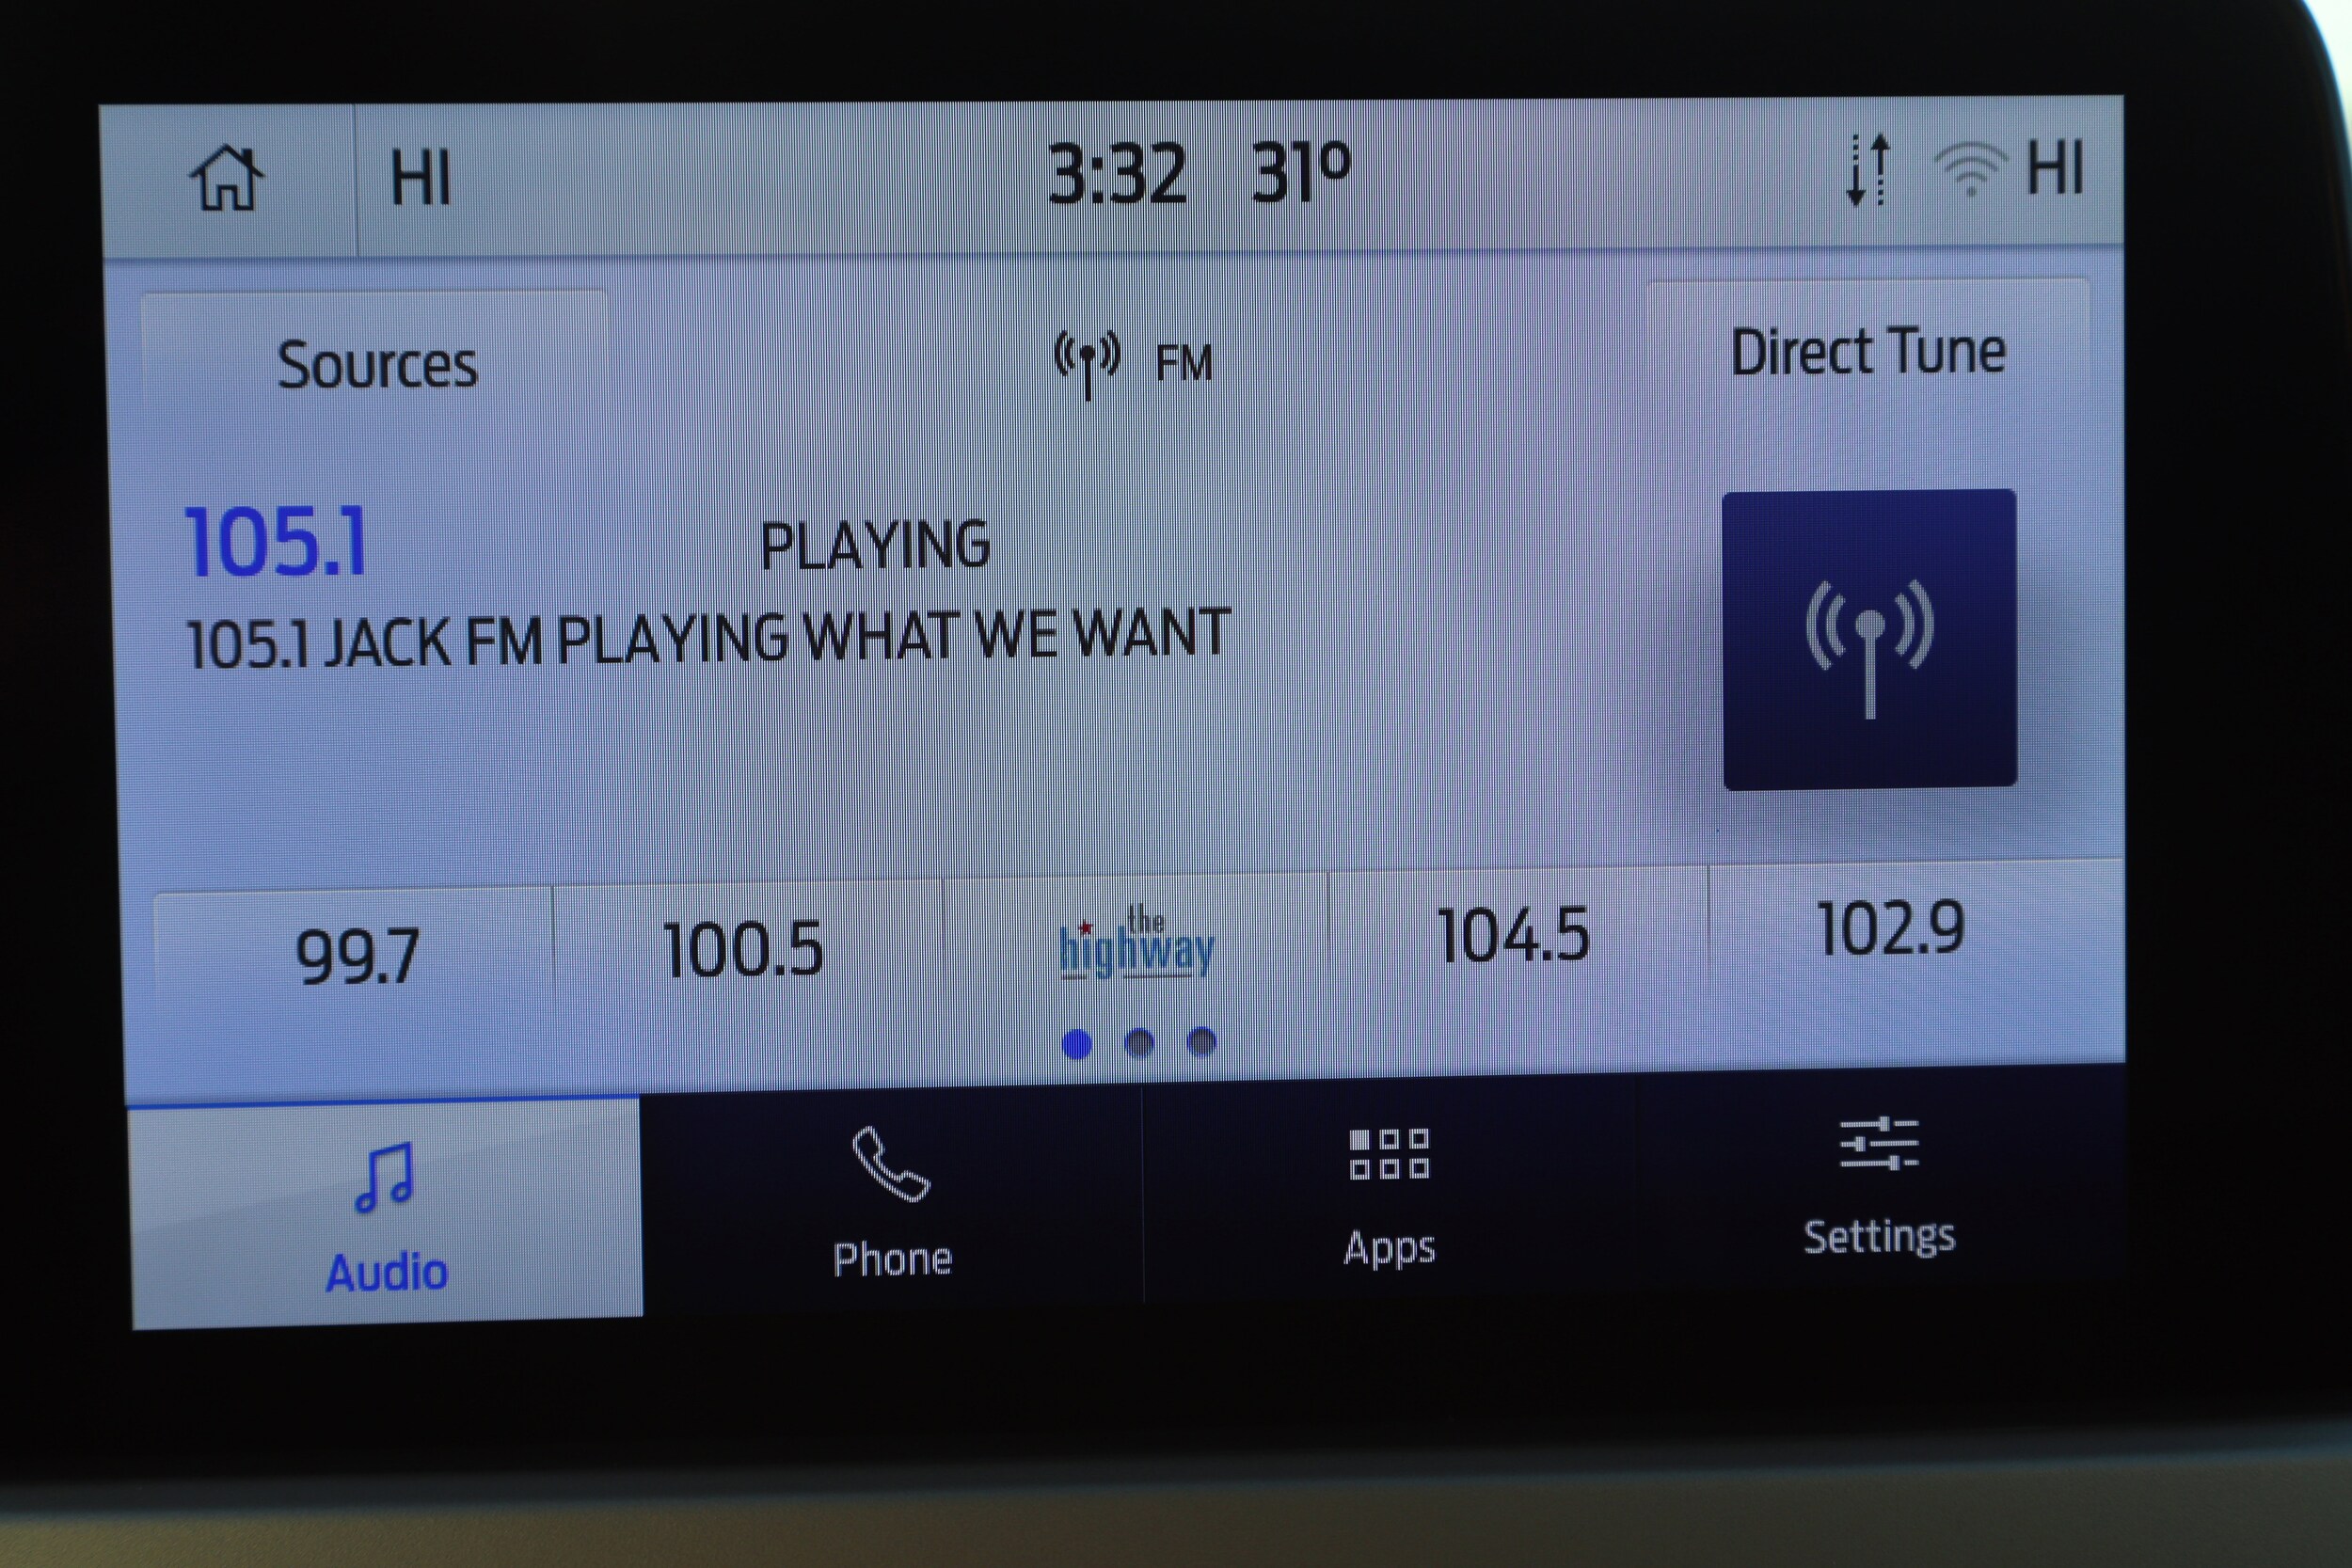 HI 3:32 31º HI
Sources FM Direct Tune
105.1 PLAYING
105.1 JACK FM PLAYING WHAT WE WANT
99.7 100.5 the highway 104.5 102.9
Audio Phone Apps Settings